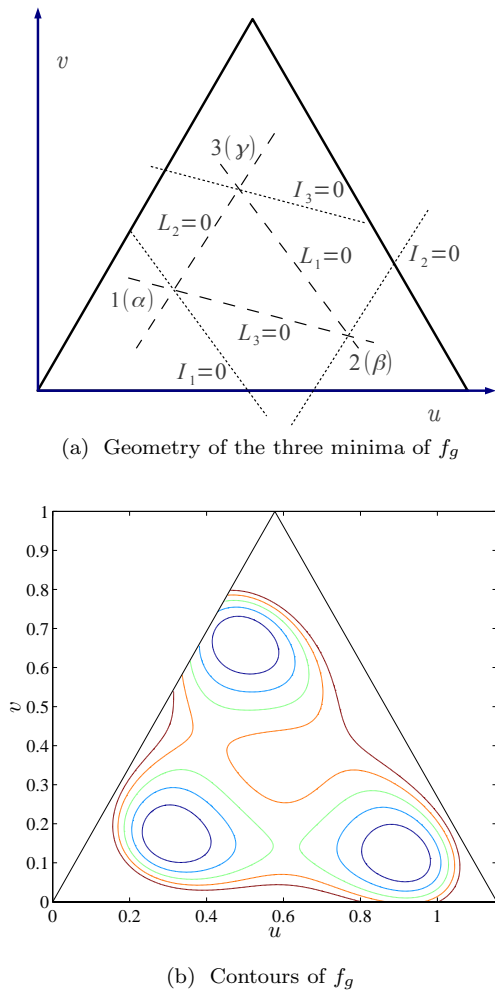 v
3(γ)
I₃=0
L₂=0
L₁=0
I₂=0
1(α)
L₃=0
2(β)
I₁=0
u
(a) Geometry of the three minima of f_g
1
0.9
0.8
0.7
0.6
v
0.5
0.4
0.3
0.2
0.1
0
0 0.2 0.4 0.6 0.8 1
u
(b) Contours of f_g